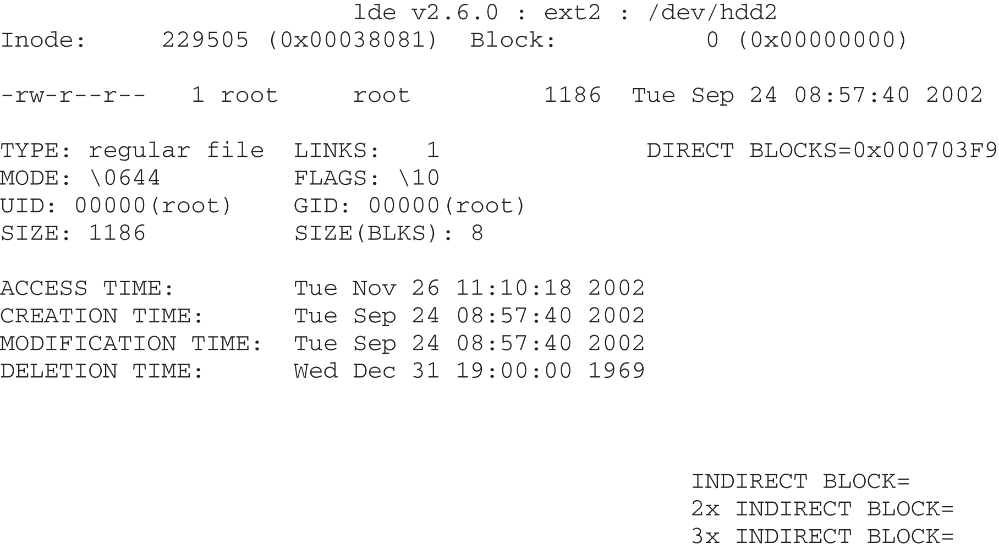 lde v2.6.0 : ext2 : /dev/hdd2
Inode:     229505 (0x00038081)  Block:          0 (0x00000000)
-rw-r--r--   1 root     root         1186  Tue Sep 24 08:57:40 2002
TYPE: regular file  LINKS:   1              DIRECT BLOCKS=0x000703F9
MODE: \0644         FLAGS: \10
UID: 00000(root)    GID: 00000(root)
SIZE: 1186          SIZE(BLKS): 8
ACCESS TIME:        Tue Nov 26 11:10:18 2002
CREATION TIME:      Tue Sep 24 08:57:40 2002
MODIFICATION TIME:  Tue Sep 24 08:57:40 2002
DELETION TIME:      Wed Dec 31 19:00:00 1969
INDIRECT BLOCK=
2x INDIRECT BLOCK=
3x INDIRECT BLOCK=